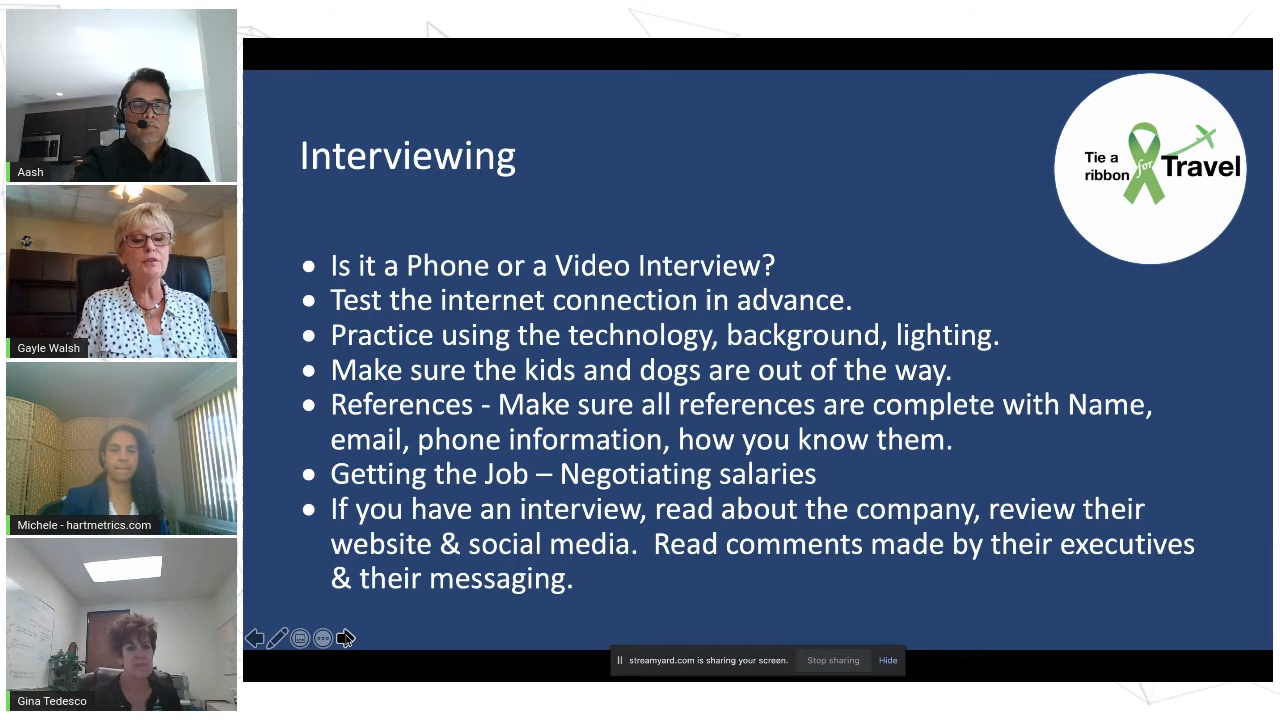 Aash
Gayle Walsh
Michele - hartmetrics.com
Gina Tedesco
Interviewing
Tie a
ribbon for Travel
• Is it a Phone or a Video Interview?
• Test the internet connection in advance.
• Practice using the technology, background, lighting.
• Make sure the kids and dogs are out of the way.
• References - Make sure all references are complete with Name,
email, phone information, how you know them.
• Getting the Job – Negotiating salaries
• If you have an interview, read about the company, review their
website & social media.  Read comments made by their executives
& their messaging.
streamyard.com is sharing your screen.
Stop sharing
Hide